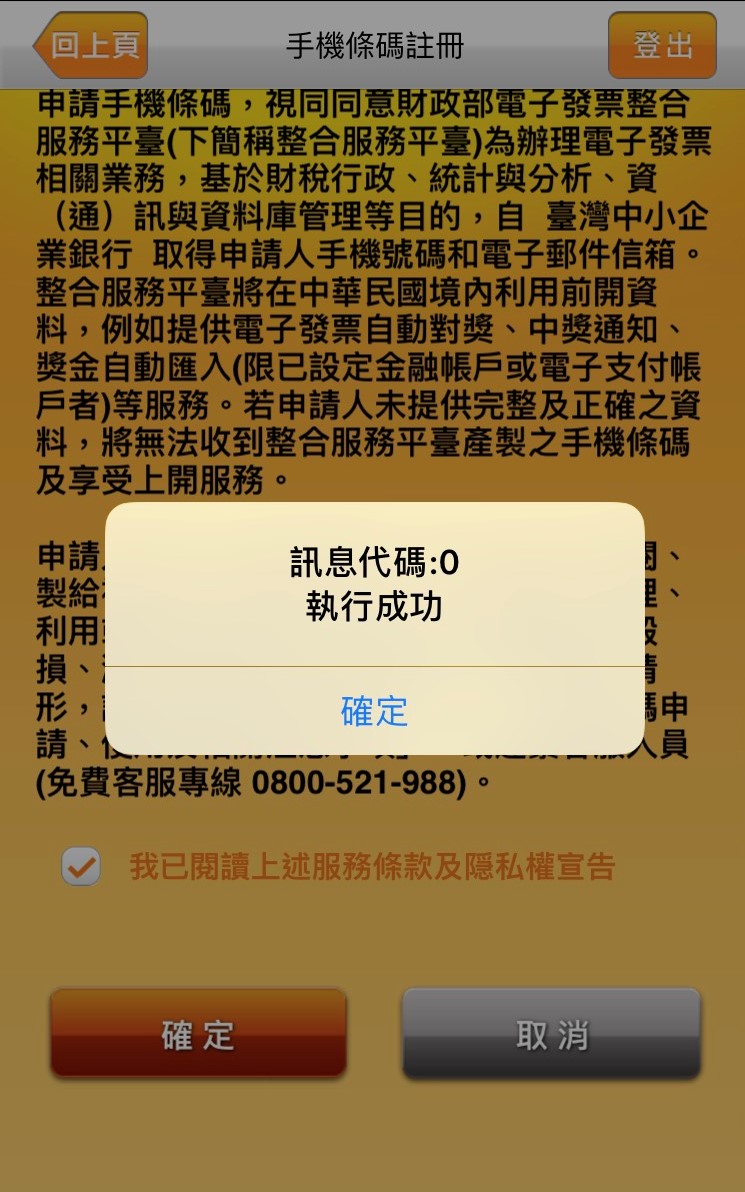 回上頁
手機條碼註冊
登出
申請手機條碼，視同同意財政部電子發票整合
服務平臺(下簡稱整合服務平臺)為辦理電子發票
相關業務，基於財稅行政、統計與分析、資
（通）訊與資料庫管理等目的，自 臺灣中小企
業銀行 取得申請人手機號碼和電子郵件信箱。
整合服務平臺將在中華民國境內利用前開資
料，例如提供電子發票自動對獎、中獎通知、
獎金自動匯入(限已設定金融帳戶或電子支付帳
戶者)等服務。若申請人未提供完整及正確之資
料，將無法收到整合服務平臺產製之手機條碼
及享受上開服務。
訊息代碼:0
執行成功
確定
申請
製給
利用
損、
形，
請、
人員
(免費客服專線 0800-521-988)。
我已閱讀上述服務條款及隱私權宣告
確定
取消